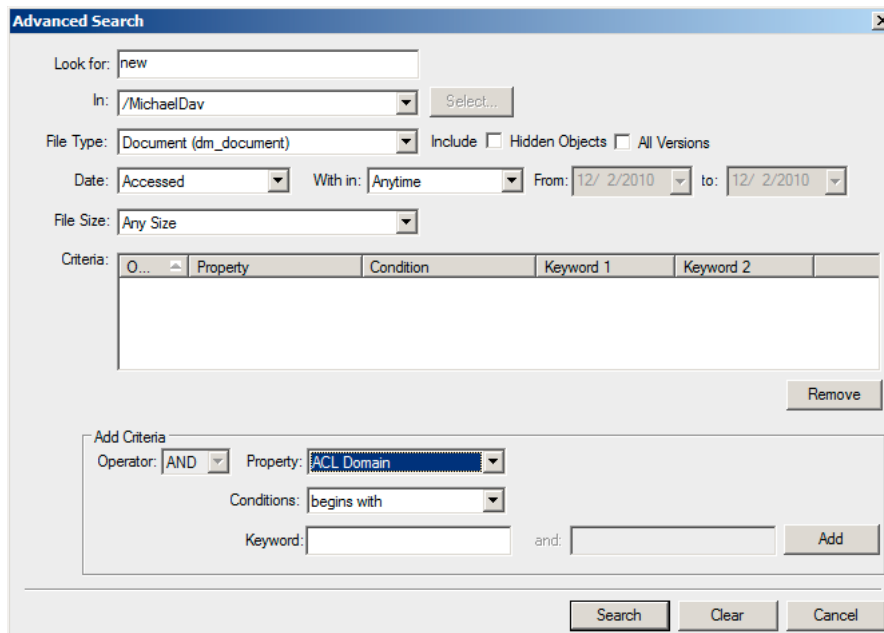 Advanced Search
Look for: new
In: /MichaelDav Select...
File Type: Document (dm_document) Include Hidden Objects All Versions
Date: Accessed With in: Anytime From: 12/ 2/2010 to: 12/ 2/2010
File Size: Any Size
Criteria: O... Property Condition Keyword 1 Keyword 2
Remove
Add Criteria
Operator: AND Property: ACL Domain
Conditions: begins with
Keyword: and: Add
Search Clear Cancel